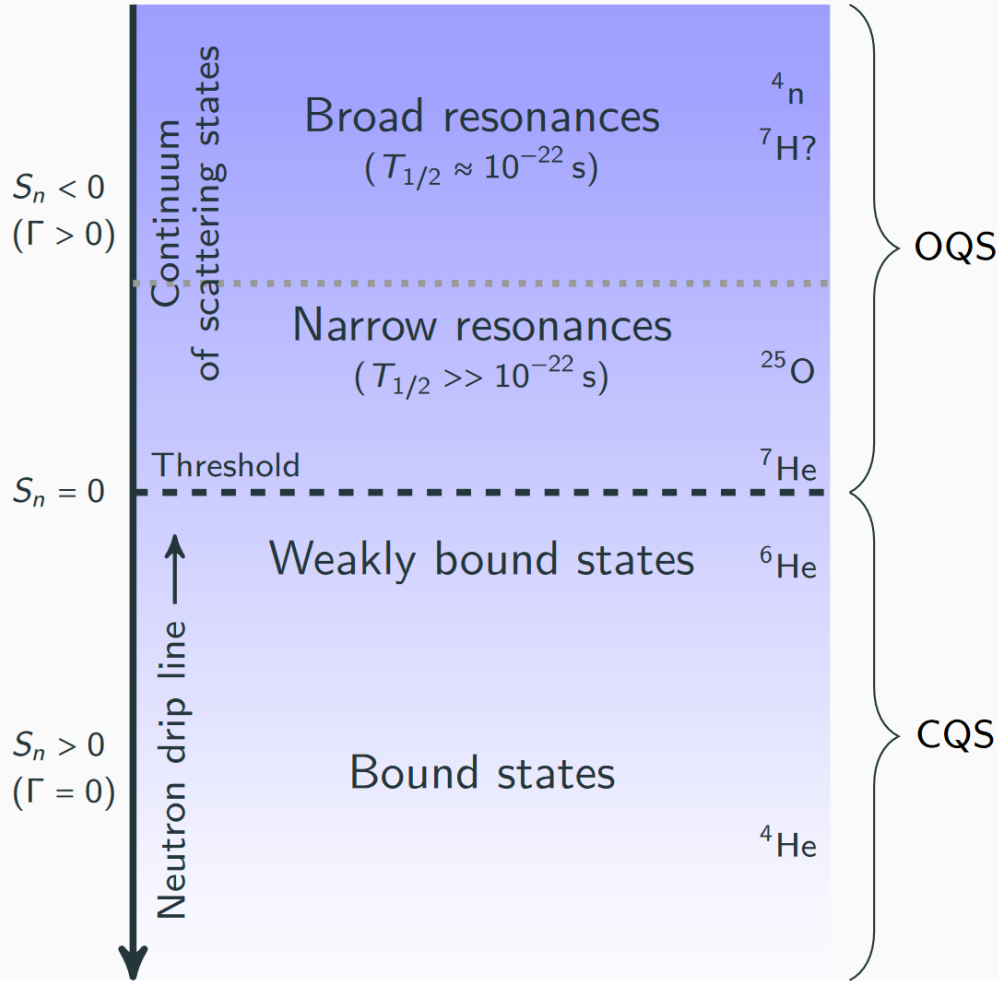 Continuum
of scattering states
Broad resonances
(T₁/₂ ≈ 10⁻²² s)
⁴n
⁷H?
Sₙ < 0
(Γ > 0)
OQS
Narrow resonances
(T₁/₂ >> 10⁻²² s)
²⁵O
Threshold
⁷He
Sₙ = 0
Weakly bound states
⁶He
Neutron drip line
Sₙ > 0
(Γ = 0)
CQS
Bound states
⁴He